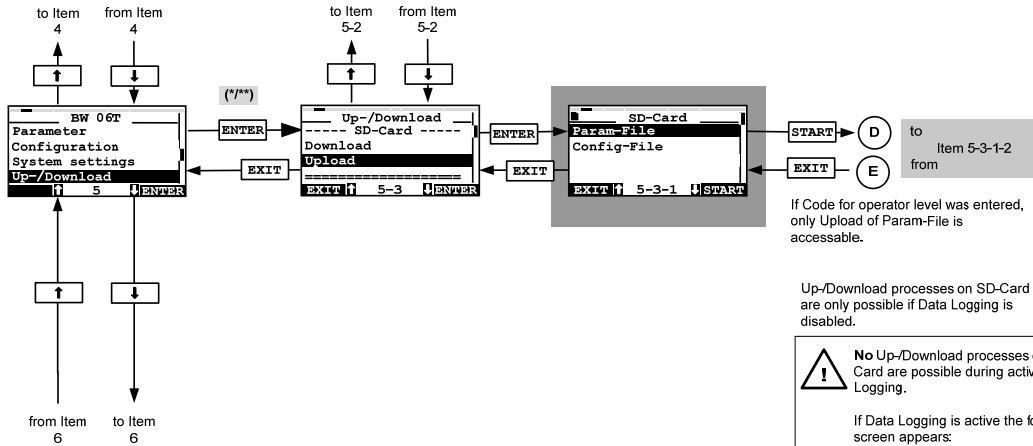 to Item
4
from Item
4
↑
↓
BW 06T
Parameter
Configuration
System settings
Up-/Download
↑ 5 ↓ ENTER
(*/**)
ENTER
EXIT
to Item
5-2
from Item
5-2
↑
↓
Up-/Download
----- SD-Card -----
Download
Upload
====================
EXIT ↑ 5-3 ↓ ENTER
ENTER
EXIT
SD-Card
Param-File
Config-File
EXIT ↑ 5-3-1 ↓ START
START
D
EXIT
E
to
Item 5-3-1-2
from
If Code for operator level was entered,
only Upload of Param-File is
accessable.
Up-/Download processes on SD-Card
are only possible if Data Logging is
disabled.
! No Up-/Download processes
Card are possible during
Logging.
If Data Logging is active the
screen appears:
↑
↓
from Item
6
to Item
6